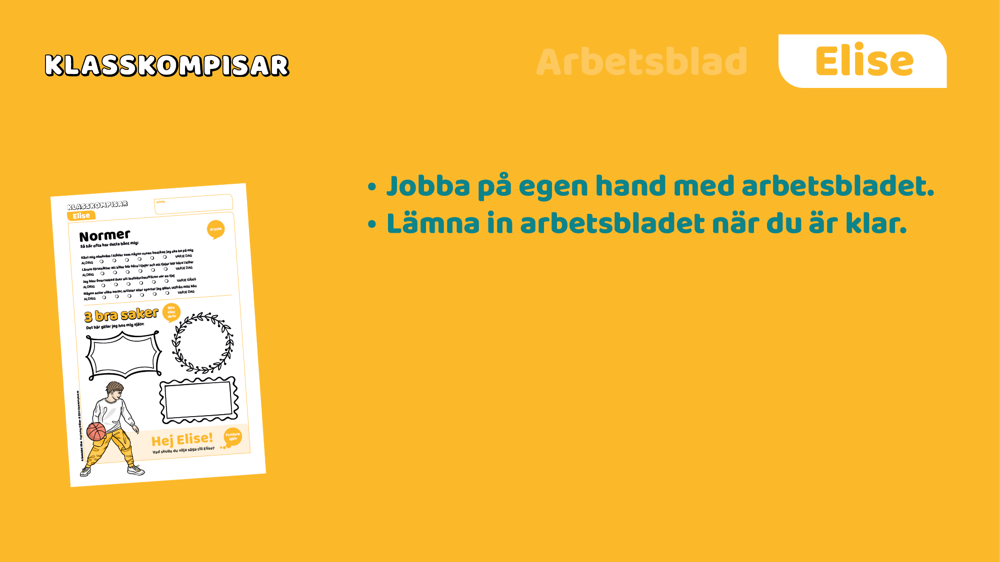 KLASSKOMPISAR
Arbetsblad
Elise
• Jobba på egen hand med arbetsbladet.
• Lämna in arbetsbladet när du är klar.
KLASSKOMPISAR
Elise
NAMN
Normer
Så här ofta har detta hänt mig:
Kryssa
Känt mig obekväm i kläder som någon vuxen bestämt jag ska ha på mig
ALDRIG VARJE DAG
Lärare förutsätter att killar blir kära i tjejer och att tjejer blir kära i killar
ALDRIG VARJE DAG
Jag blev överraskad över att lastbilschauffören var en tjej
ALDRIG VARJE GÅNG
Någon antar vilka serier, artister eller sporter jag gillar, utifrån mitt kön
ALDRIG VARJE DAG
3 bra saker
Rita
eller
skriv
Det här gillar jag hos mig själv:
Hej Elise!
Vad skulle du vilja säga till Elise?
Fundera
själv
Arbetsblad Elise Kopiering tillåten © 2024 klasskompisar.se